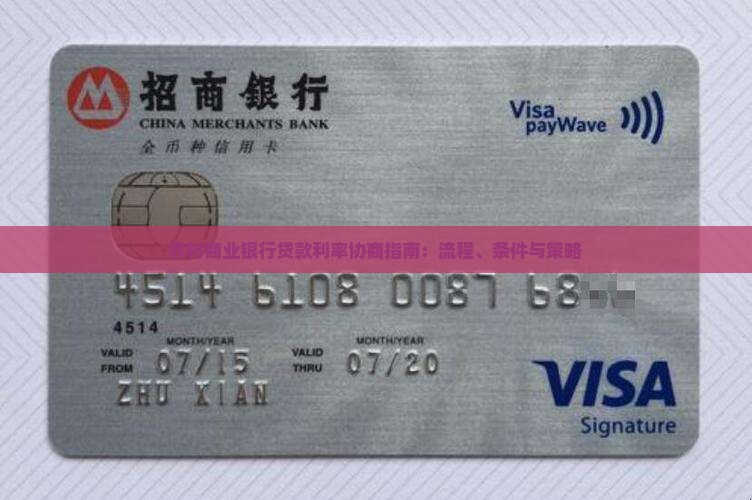 招商银行
CHINA MERCHANTS BANK
全币种信用卡
Visa
payWave
商业银行贷款利率协商指南：流程、条件与策略
4514 6108 0087 68
4514
MONTH/YEAR MONTH/YEAR
VALID FROM 07/15 VALID THRU 07/20
ZHU XIAN
VISA
Signature